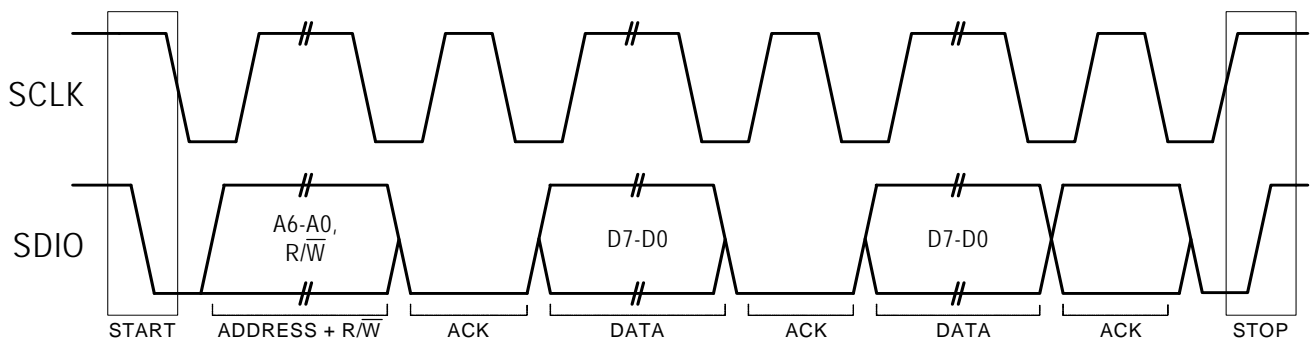 SCLK
SDIO
A6-A0,
R/W̅
D7-D0
D7-D0
START
ADDRESS + R/W̅
ACK
DATA
ACK
DATA
ACK
STOP